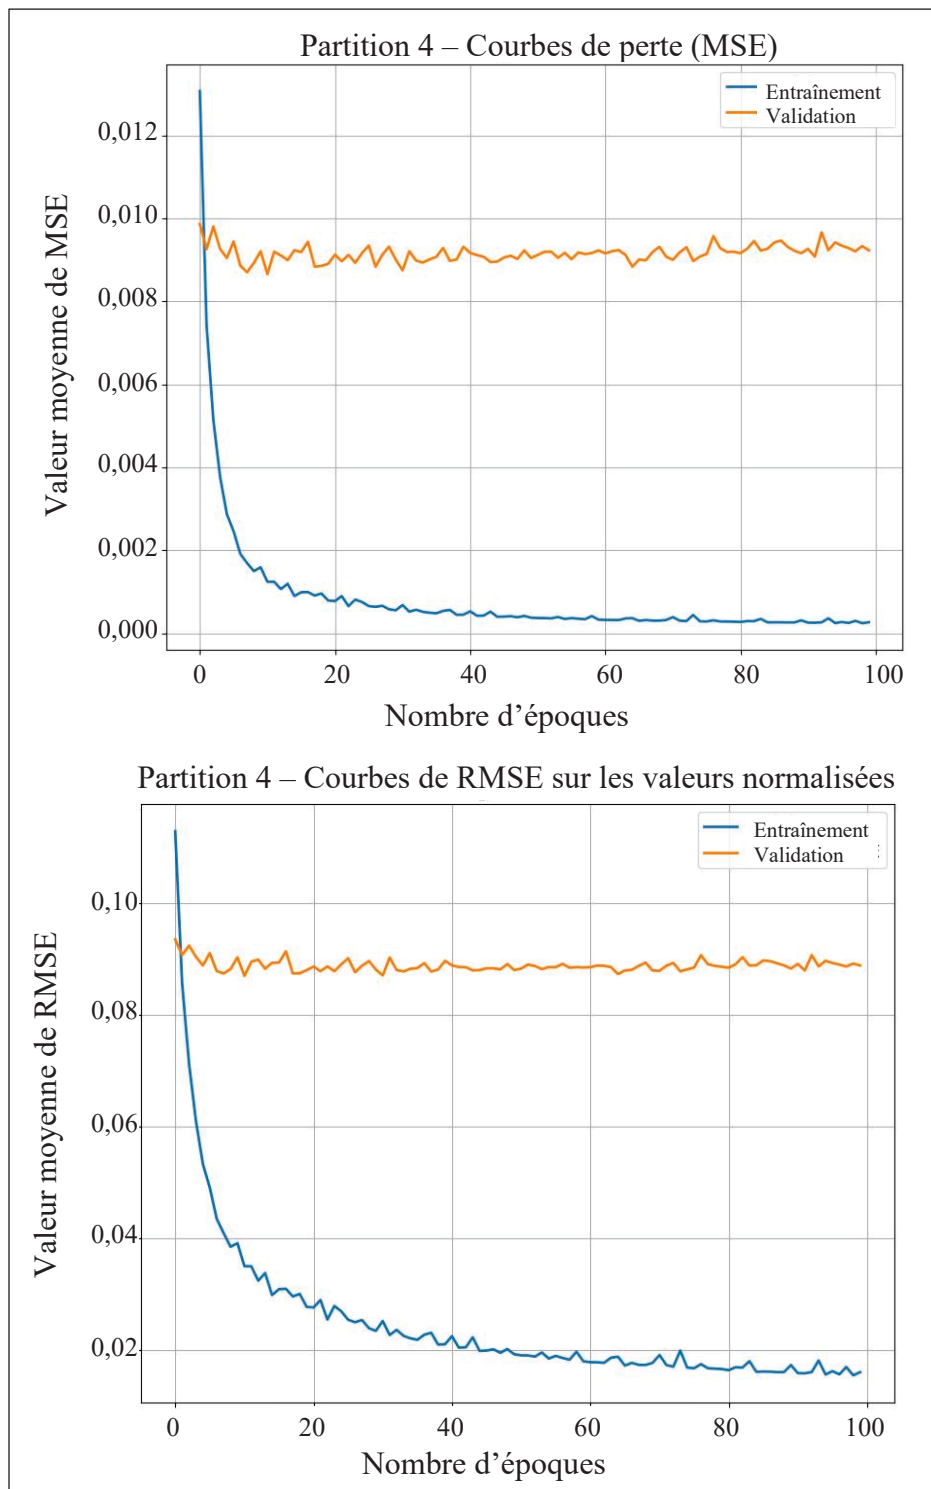 Partition 4 – Courbes de perte (MSE)
Entraînement
Validation
0,012
0,010
0,008
0,006
0,004
0,002
0,000
Valeur moyenne de MSE
0 20 40 60 80 100
Nombre d'époques
Partition 4 – Courbes de RMSE sur les valeurs normalisées
Entraînement
Validation
0,10
0,08
0,06
0,04
0,02
Valeur moyenne de RMSE
0 20 40 60 80 100
Nombre d'époques